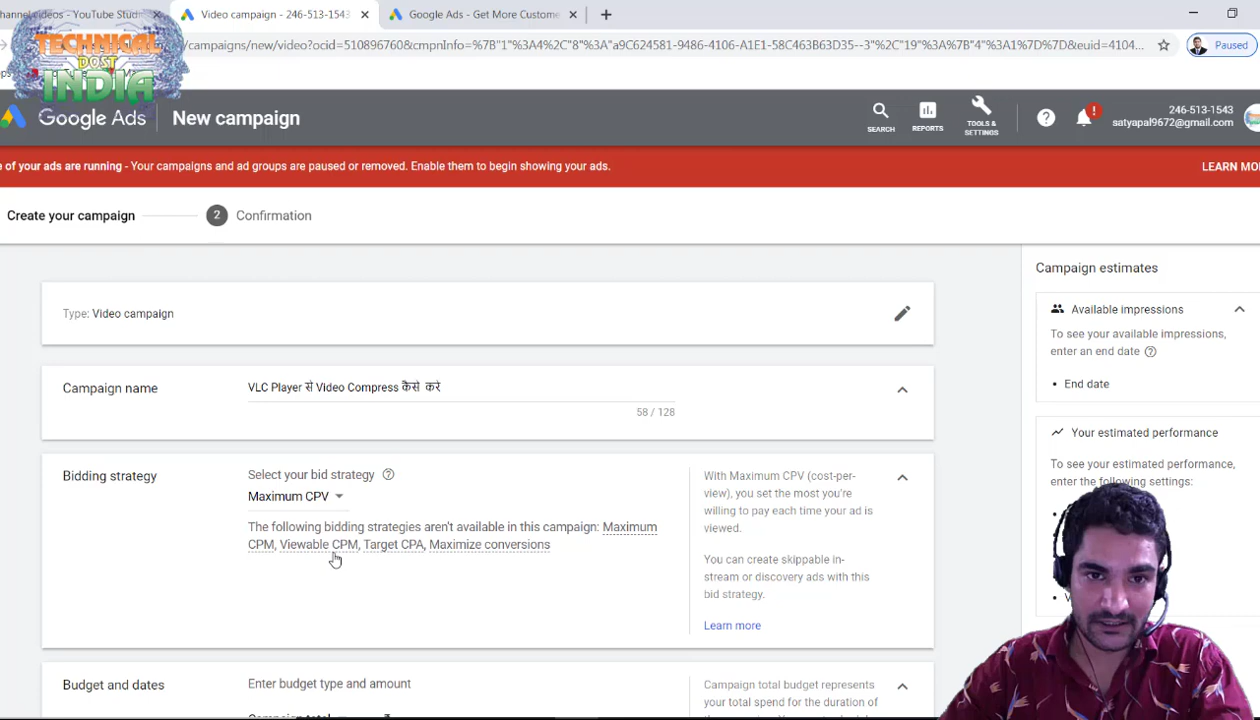 hannel videos - YouTube Stud
Video campaign - 246-513-1543
Google Ads - Get More Custome
/campaigns/new/video?ocid=510896760&cmpnInfo=%7B"1"%3A4%2C"8"%3A"a9C624581-9486-4106-A1E1-58C463B63D35--3"%2C"19"%3A%7B"4"%3A1%7D%7D&euid=4104...
Paused
TECHNICAL
DOST
INDIA
Google Ads
New campaign
SEARCH
REPORTS
TOOLS &
SETTINGS
246-513-1543
satyapal9672@gmail.com
e of your ads are running - Your campaigns and ad groups are paused or removed. Enable them to begin showing your ads.
LEARN MO
Create your campaign
2
Confirmation
Type: Video campaign
Campaign name
VLC Player से Video Compress कैसे करे
58 / 128
Bidding strategy
Select your bid strategy
Maximum CPV
The following bidding strategies aren't available in this campaign: Maximum
CPM, Viewable CPM, Target CPA, Maximize conversions
With Maximum CPV (cost-per-
view), you set the most you're
willing to pay each time your ad is
viewed.
You can create skippable in-
stream or discovery ads with this
bid strategy.
Learn more
Budget and dates
Enter budget type and amount
Campaign total
Campaign total budget represents
your total spend for the duration of
Campaign estimates
Available impressions
To see your available impressions,
enter an end date
• End date
Your estimated performance
To see your estimated performance,
enter the following settings: